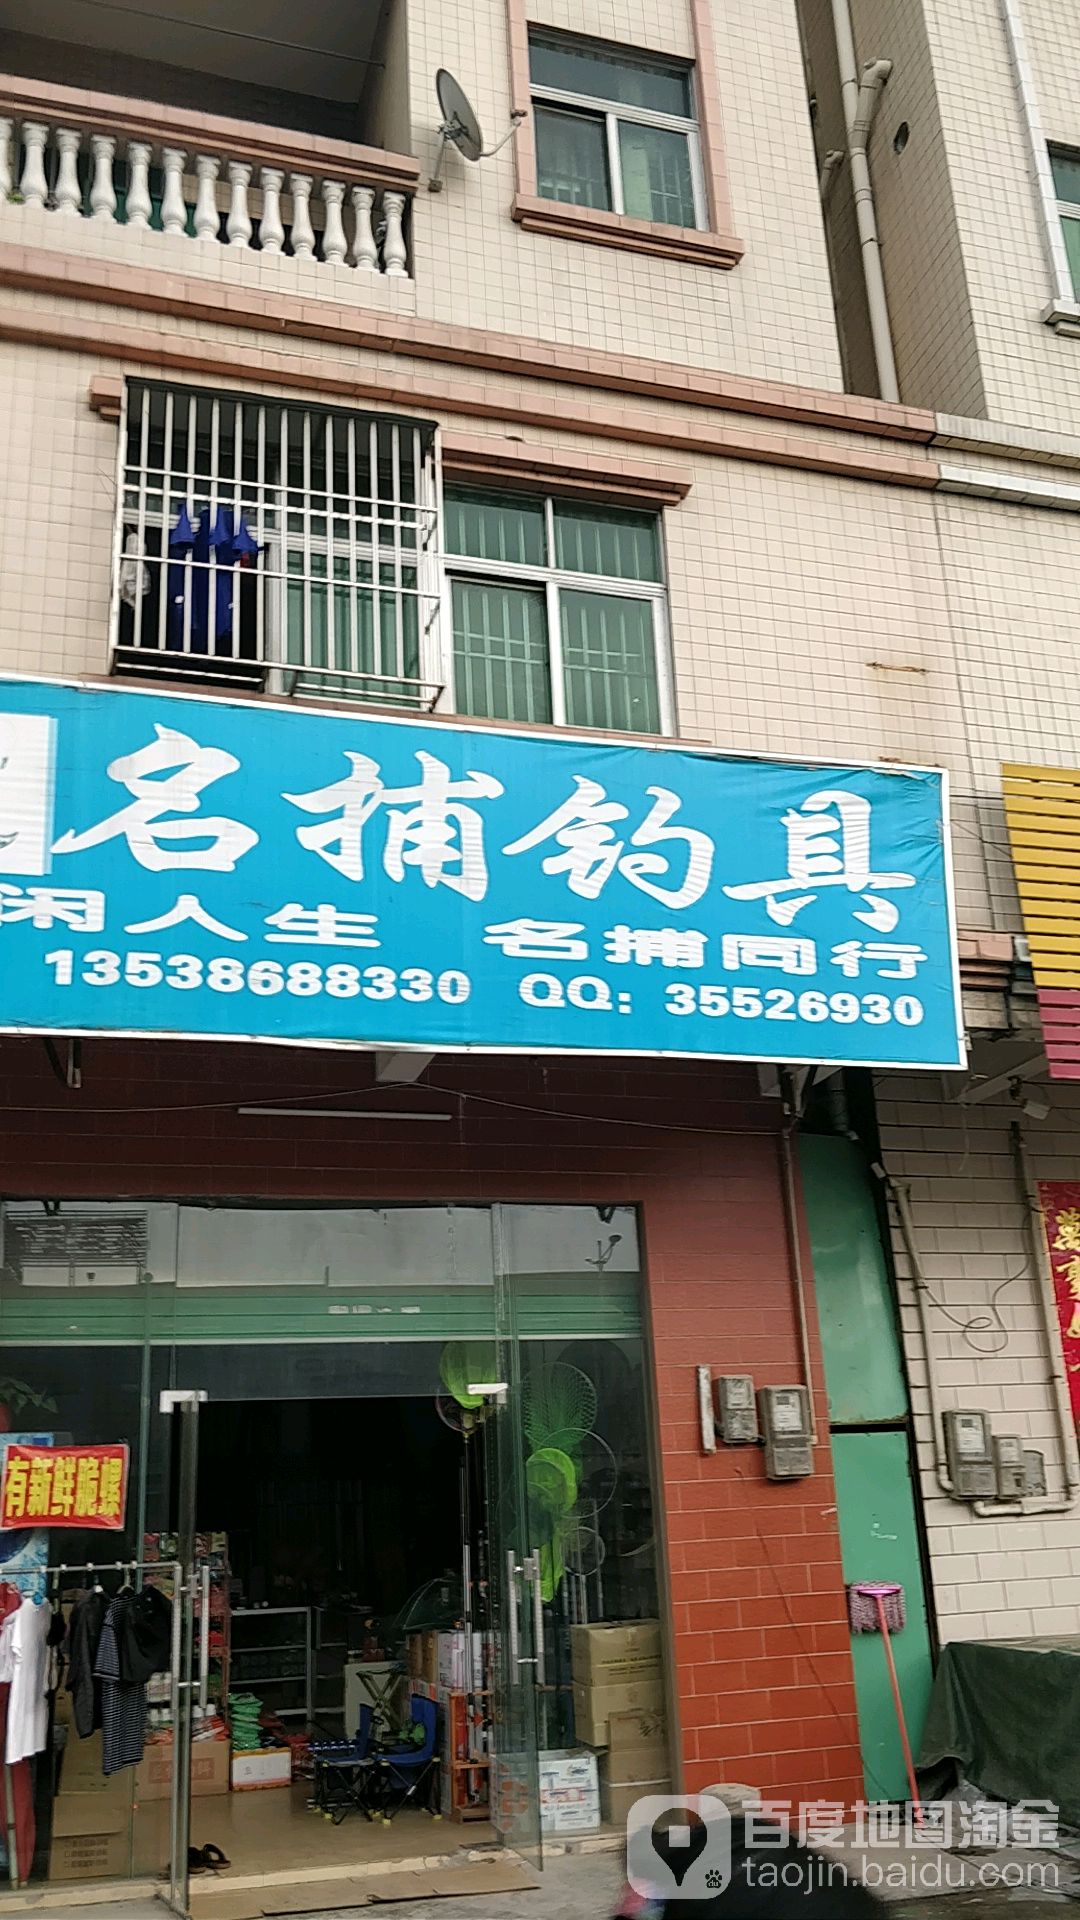 名捕钓具
闲人生 名捕同行
13538688330 QQ: 35526930
有新鲜脆螺
百度地图淘金
taojin.baidu.com